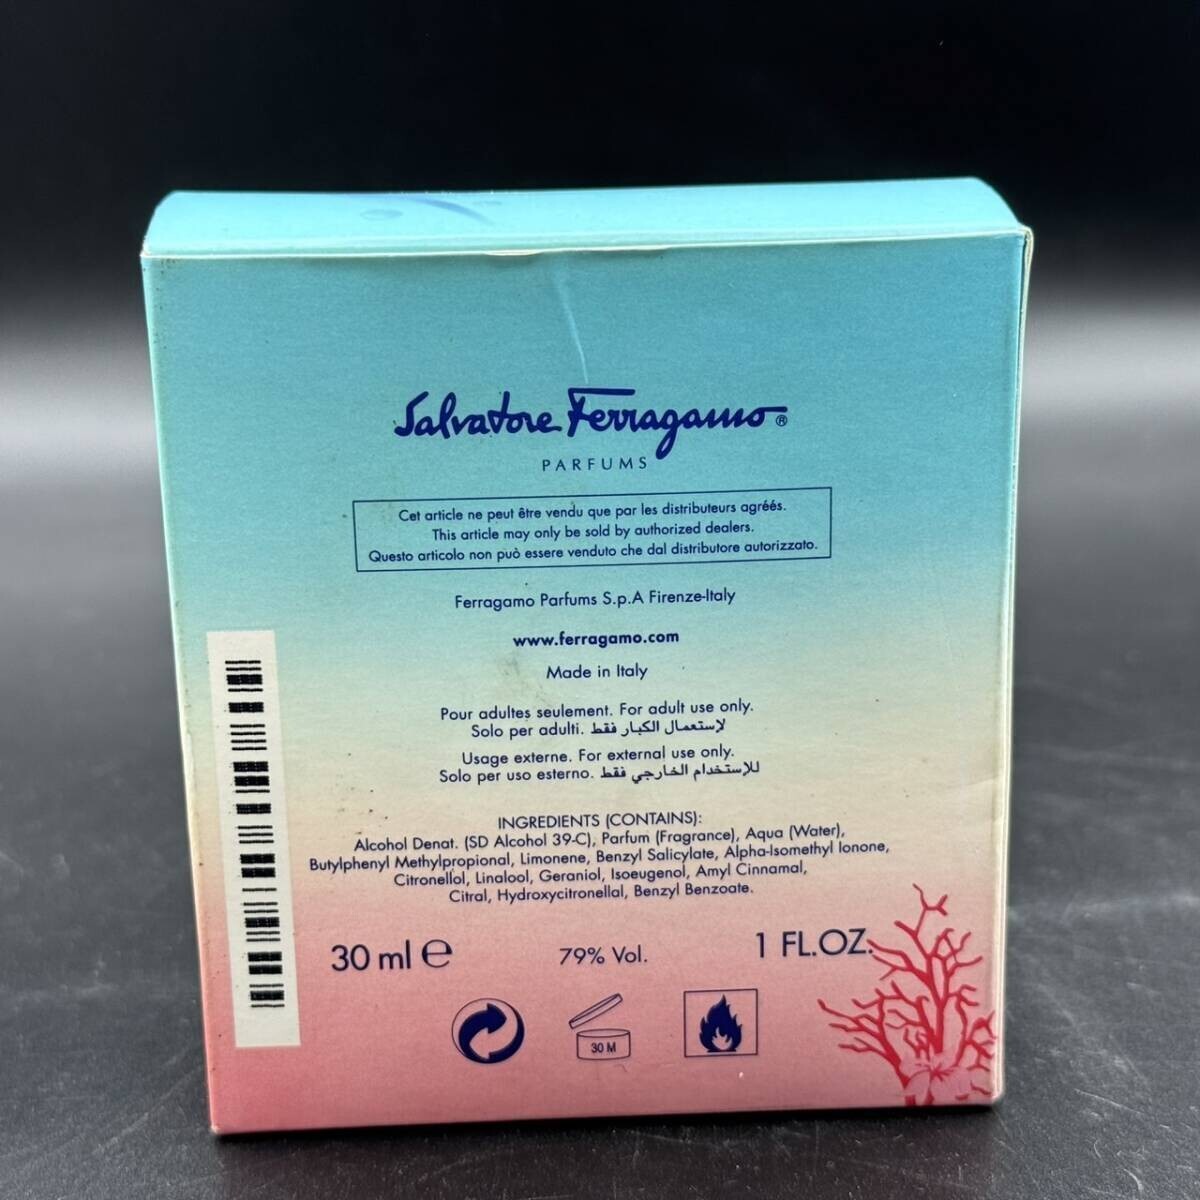 Salvatore Ferragamo®
PARFUMS
Cet article ne peut être vendu que par les distributeurs agréés.
This article may only be sold by authorized dealers.
Questo articolo non può essere venduto che dal distributore autorizzato.
Ferragamo Parfums S.p.A Firenze-Italy
www.ferragamo.com
Made in Italy
Pour adultes seulement. For adult use only.
Solo per adulti. لإستعمال الكبار فقط
Usage externe. For external use only.
Solo per uso esterno. للإستخدام الخارجي فقط
INGREDIENTS (CONTAINS):
Alcohol Denat. (SD Alcohol 39-C), Parfum (Fragrance), Aqua (Water),
Butylphenyl Methylpropional, Limonene, Benzyl Salicylate, Alpha-Isomethyl Ionone,
Citronellol, Linalool, Geraniol, Isoeugenol, Amyl Cinnamal,
Citral, Hydroxycitronellal, Benzyl Benzoate.
30 ml ℮ 79% Vol. 1 FL.OZ.
30 M